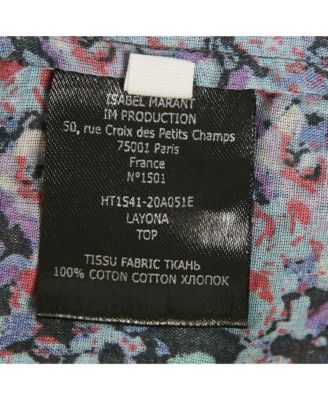 ISABEL MARANT
IM PRODUCTION
50, rue Croix des Petits Champs
75001 Paris
France
N°1501
HT1541-20A051E
LAYONA
TOP
TISSU FABRIC ТКАНЬ
100% COTON COTTON ХЛОПОК